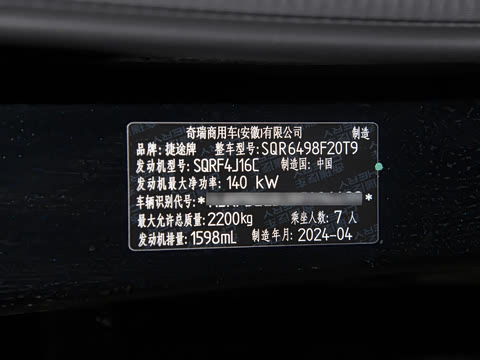 奇瑞商用车(安徽)有限公司 制造
品牌: 捷途牌 整车型号: SQR6498F20T9
发动机型号: SQRF4J16C 制造国: 中国
发动机最大净功率: 140 kW
车辆识别代号: * *
最大允许总质量: 2200kg 乘坐人数: 7 人
发动机排量: 1598mL 制造年月: 2024-04